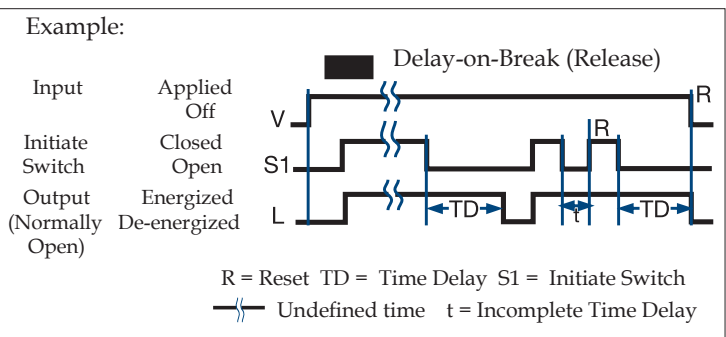 Example:
Delay-on-Break (Release)
Input Applied
Off
V
R
Initiate Closed
Switch Open
S1
R
Output Energized
(Normally De-energized
Open)
L
TD
t
TD
R = Reset TD = Time Delay S1 = Initiate Switch
Undefined time t = Incomplete Time Delay